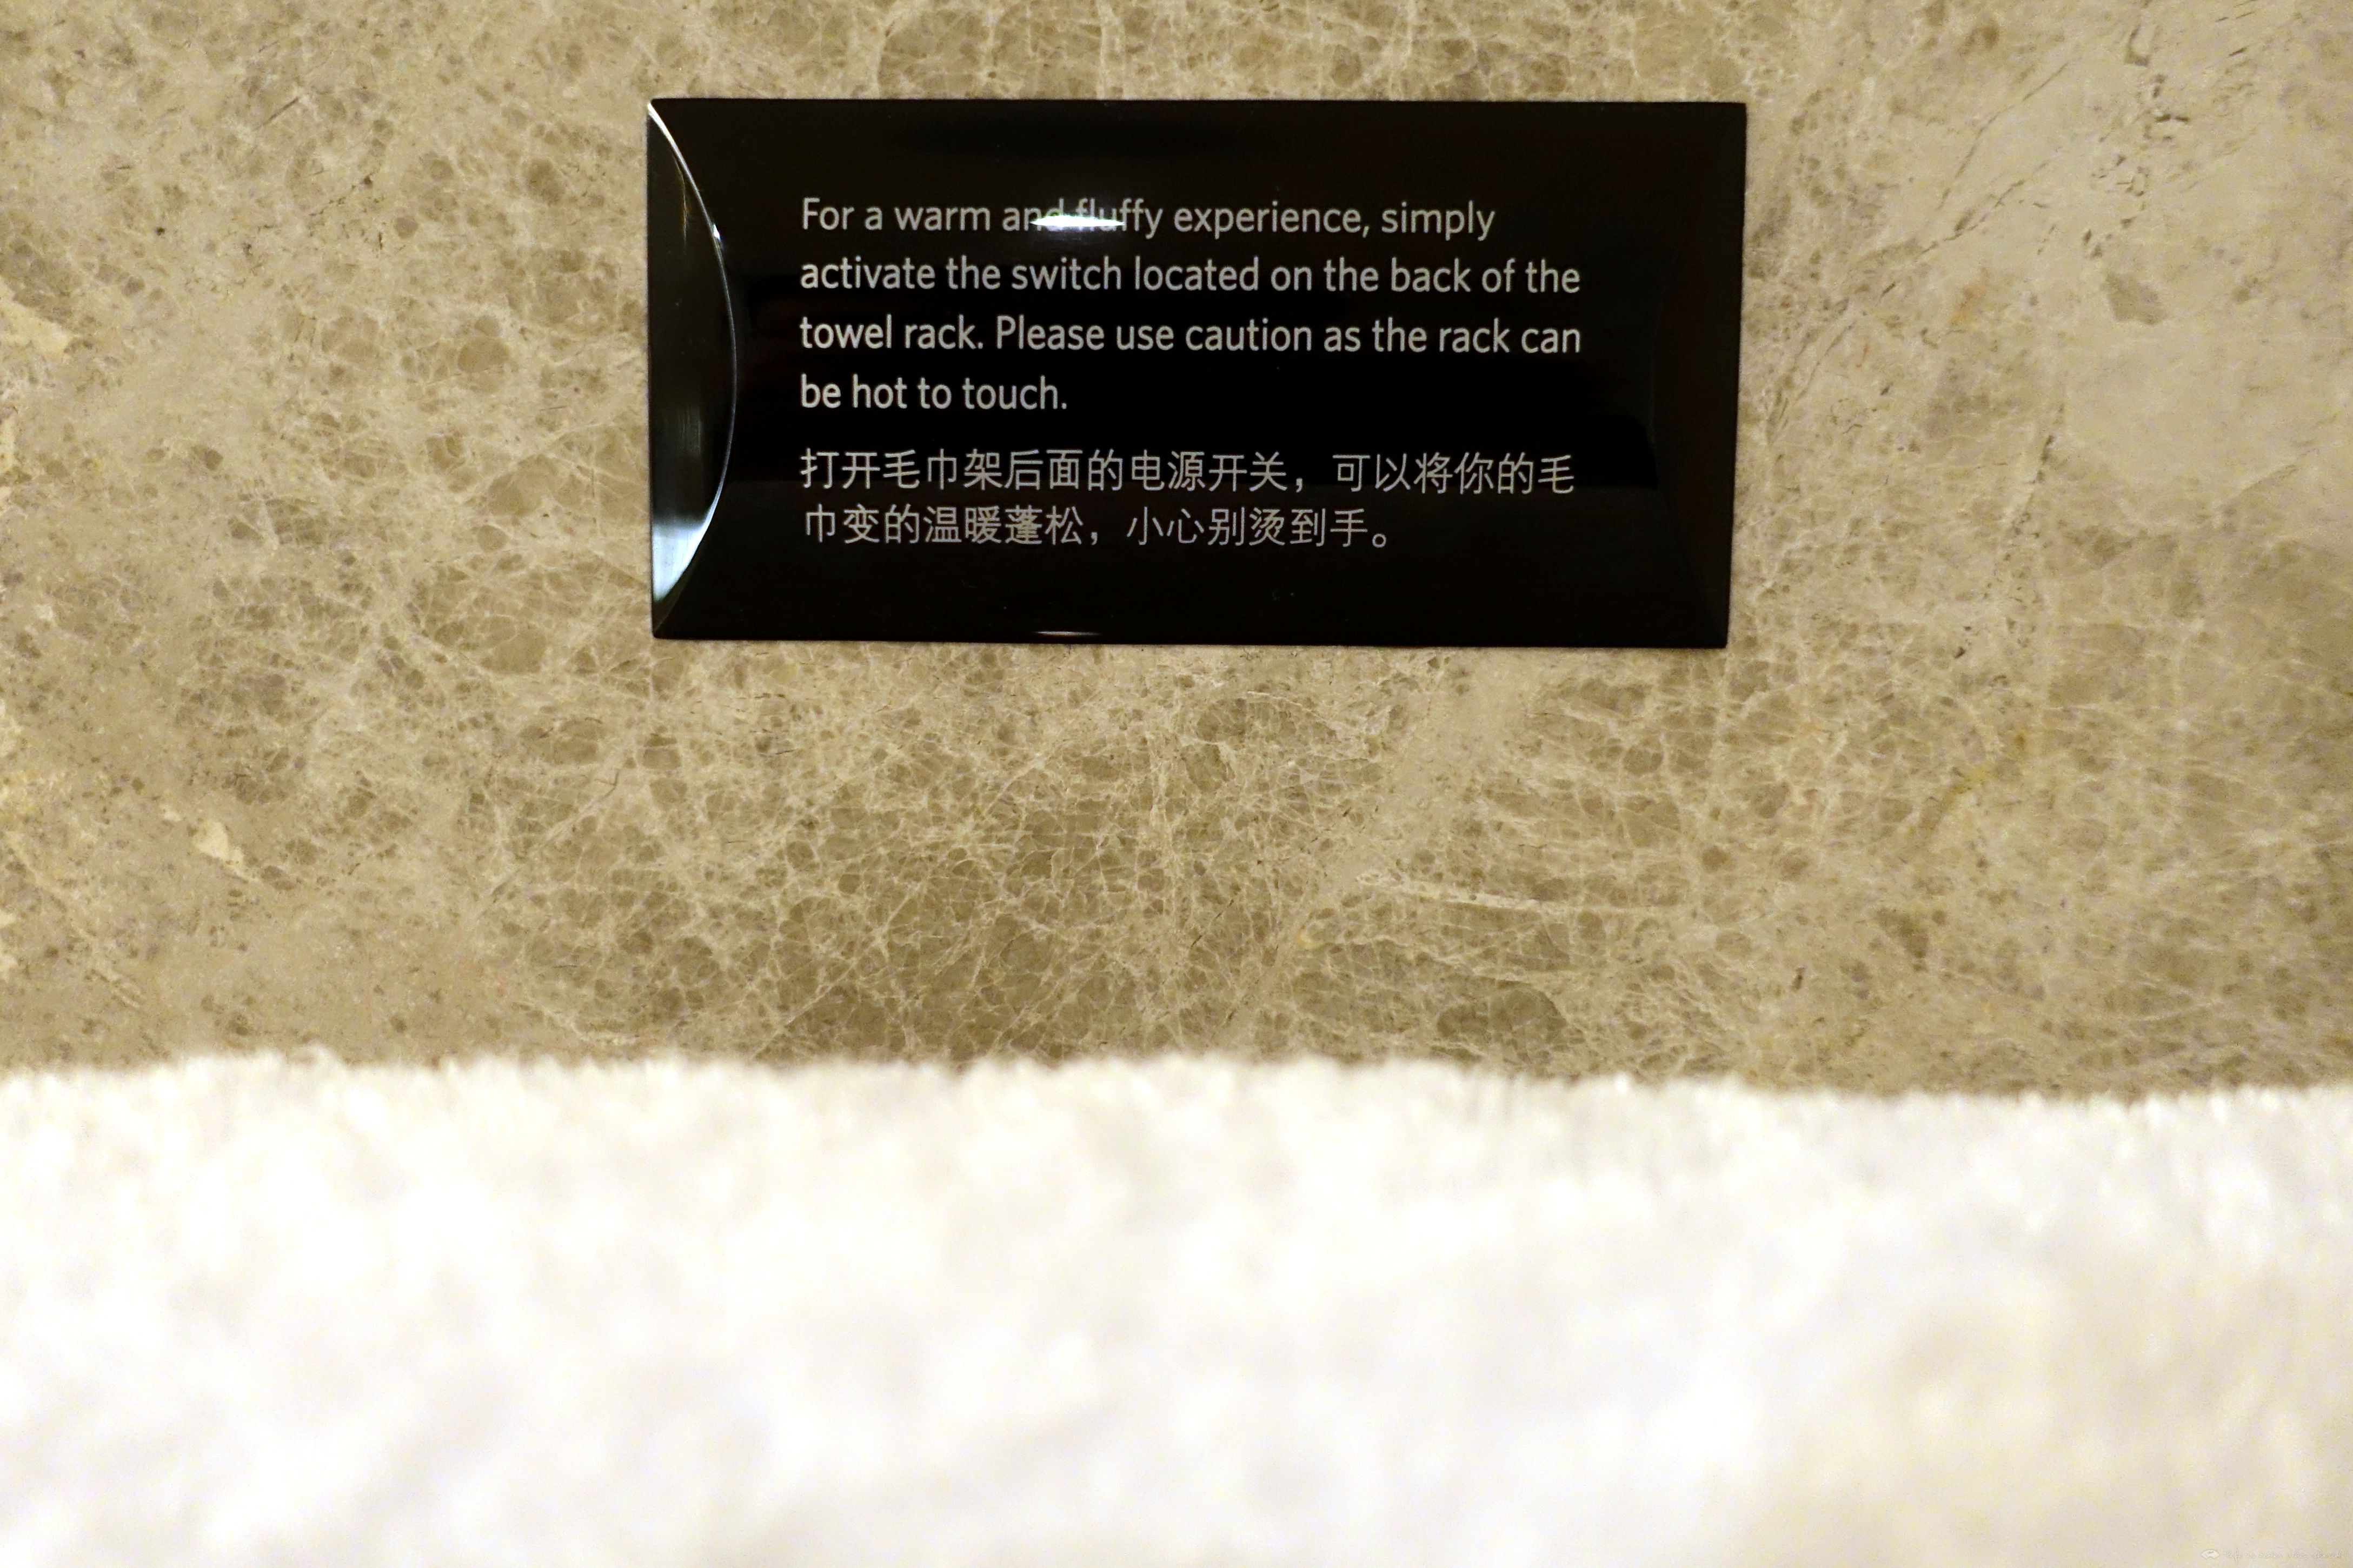 For a warm and fluffy experience, simply
activate the switch located on the back of the
towel rack. Please use caution as the rack can
be hot to touch.
打开毛巾架后面的电源开关，可以将你的毛
巾变的温暖蓬松，小心别烫到手。